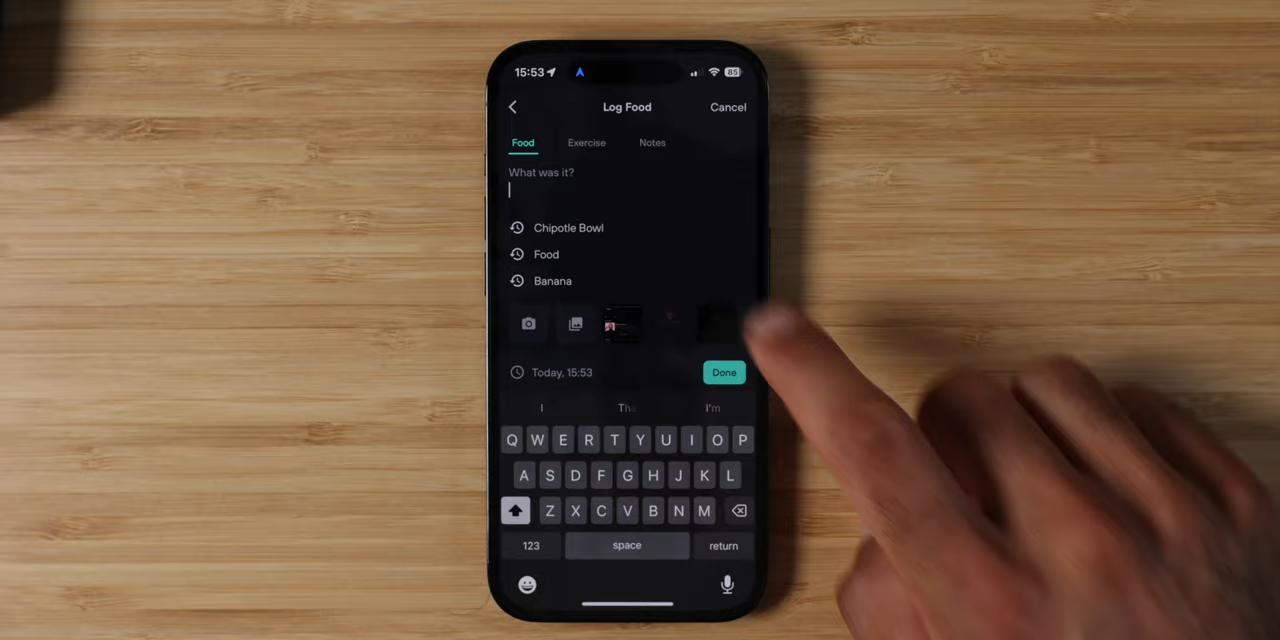 15:53 85
Log Food Cancel
Food Exercise Notes
What was it?
Chipotle Bowl
Food
Banana
Today, 15:53 Done
I The I'm
Q W E R T Y U I O P
A S D F G H J K L
Z X C V B N M
123 space return